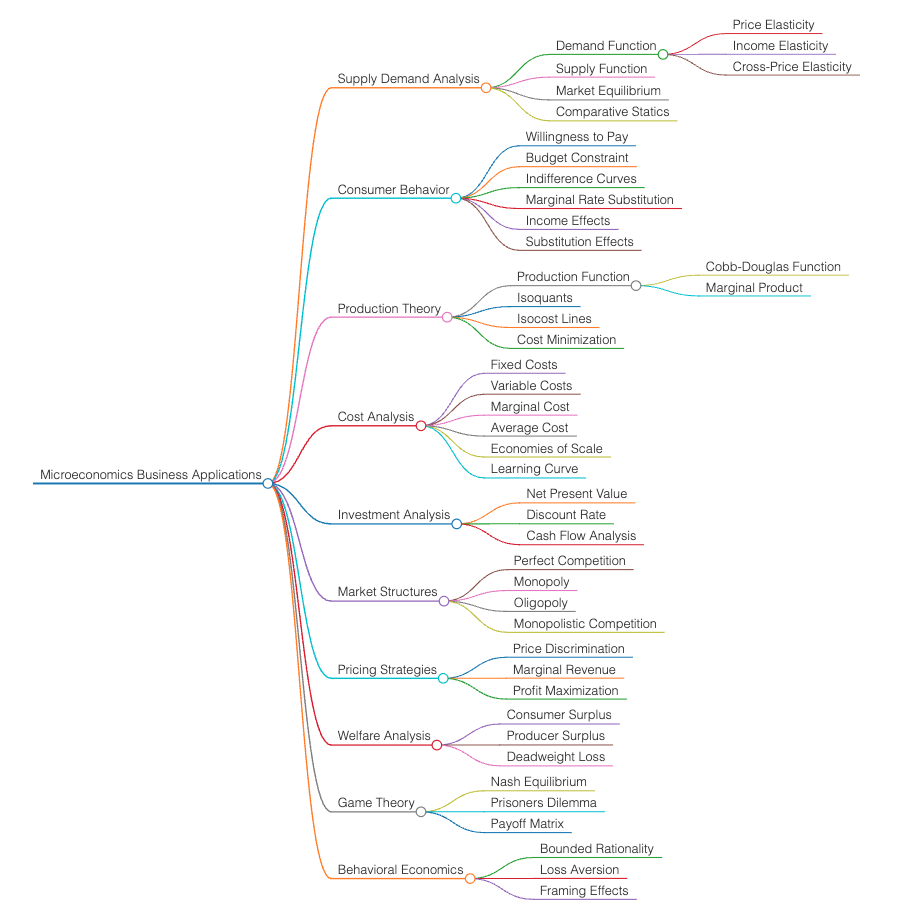 Microeconomics Business Applications
Supply Demand Analysis
Demand Function
Price Elasticity
Income Elasticity
Cross-Price Elasticity
Supply Function
Market Equilibrium
Comparative Statics
Consumer Behavior
Willingness to Pay
Budget Constraint
Indifference Curves
Marginal Rate Substitution
Income Effects
Substitution Effects
Production Theory
Production Function
Cobb-Douglas Function
Marginal Product
Isoquants
Isocost Lines
Cost Minimization
Cost Analysis
Fixed Costs
Variable Costs
Marginal Cost
Average Cost
Economies of Scale
Learning Curve
Investment Analysis
Net Present Value
Discount Rate
Cash Flow Analysis
Market Structures
Perfect Competition
Monopoly
Oligopoly
Monopolistic Competition
Pricing Strategies
Price Discrimination
Marginal Revenue
Profit Maximization
Welfare Analysis
Consumer Surplus
Producer Surplus
Deadweight Loss
Game Theory
Nash Equilibrium
Prisoners Dilemma
Payoff Matrix
Behavioral Economics
Bounded Rationality
Loss Aversion
Framing Effects